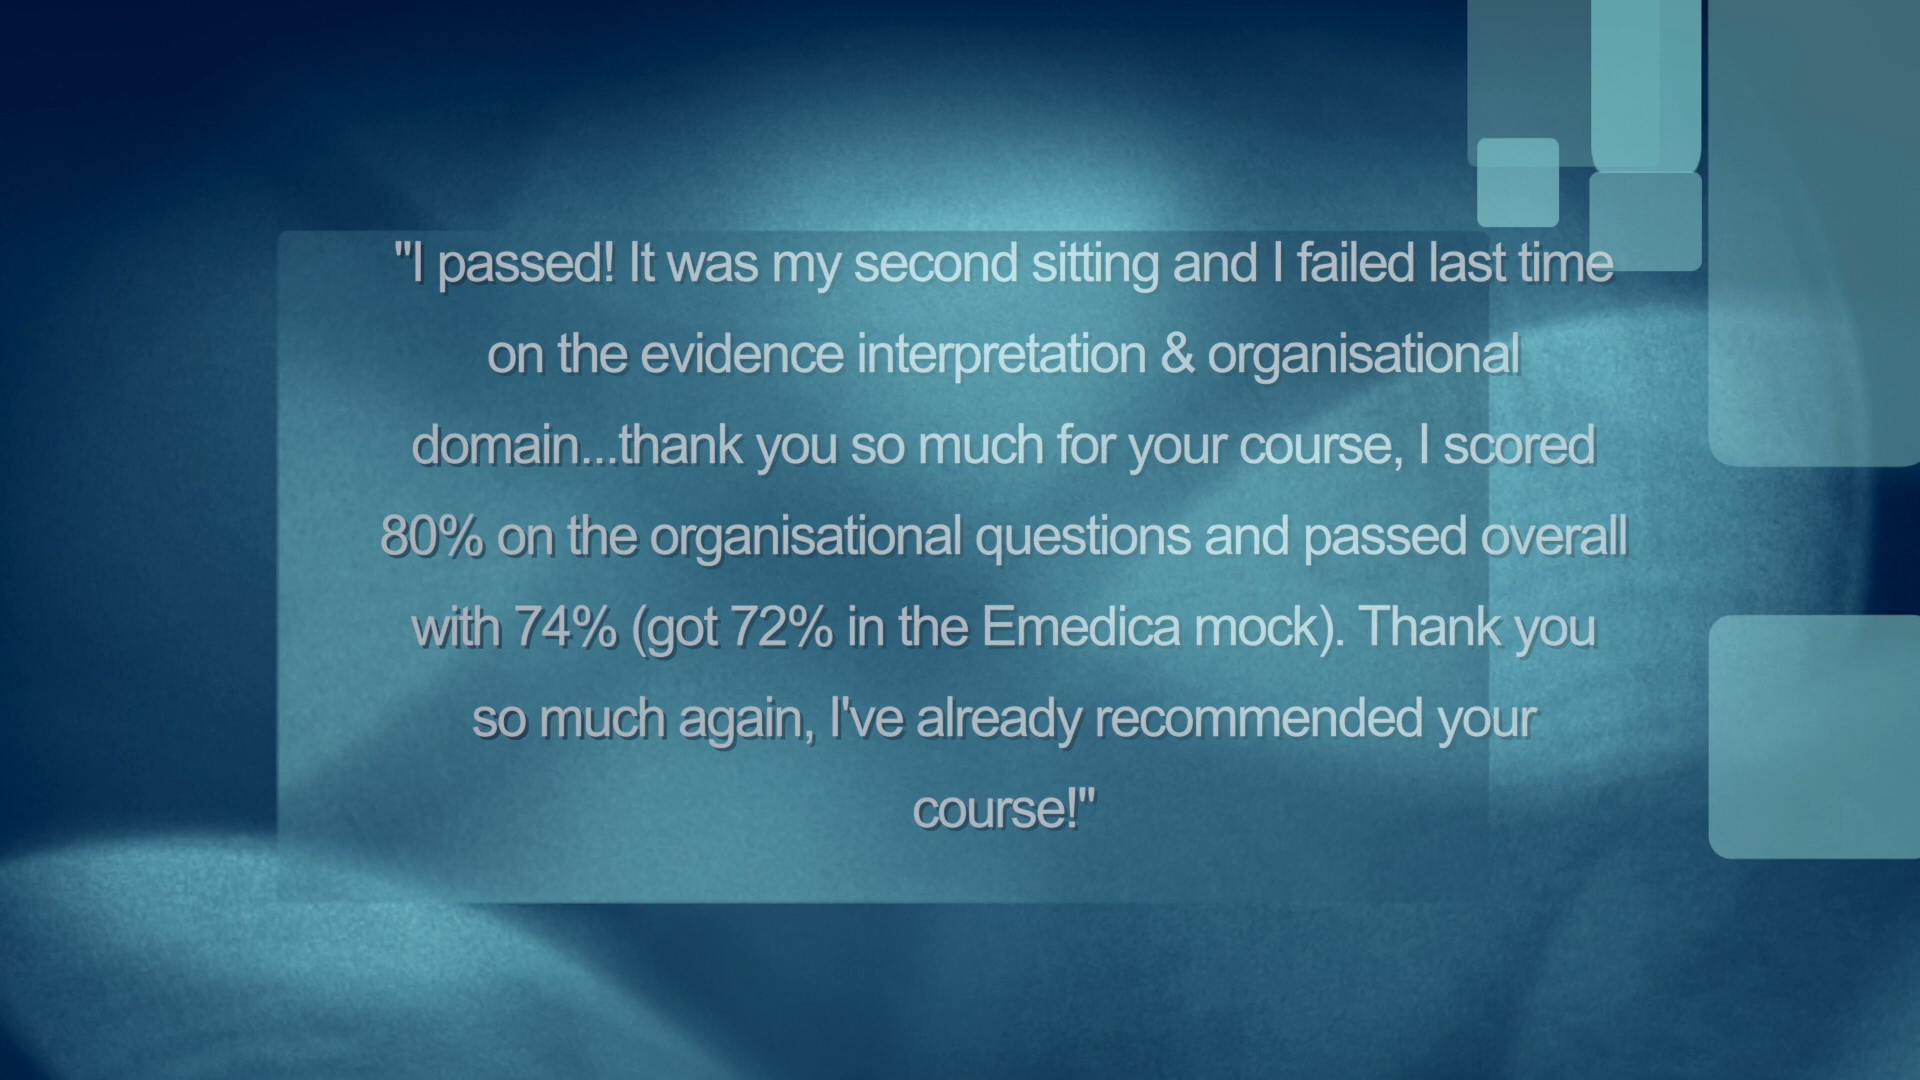 "I passed! It was my second sitting and I failed last time
on the evidence interpretation & organisational
domain...thank you so much for your course, I scored
80% on the organisational questions and passed overall
with 74% (got 72% in the Emedica mock). Thank you
so much again, I've already recommended your
course!"